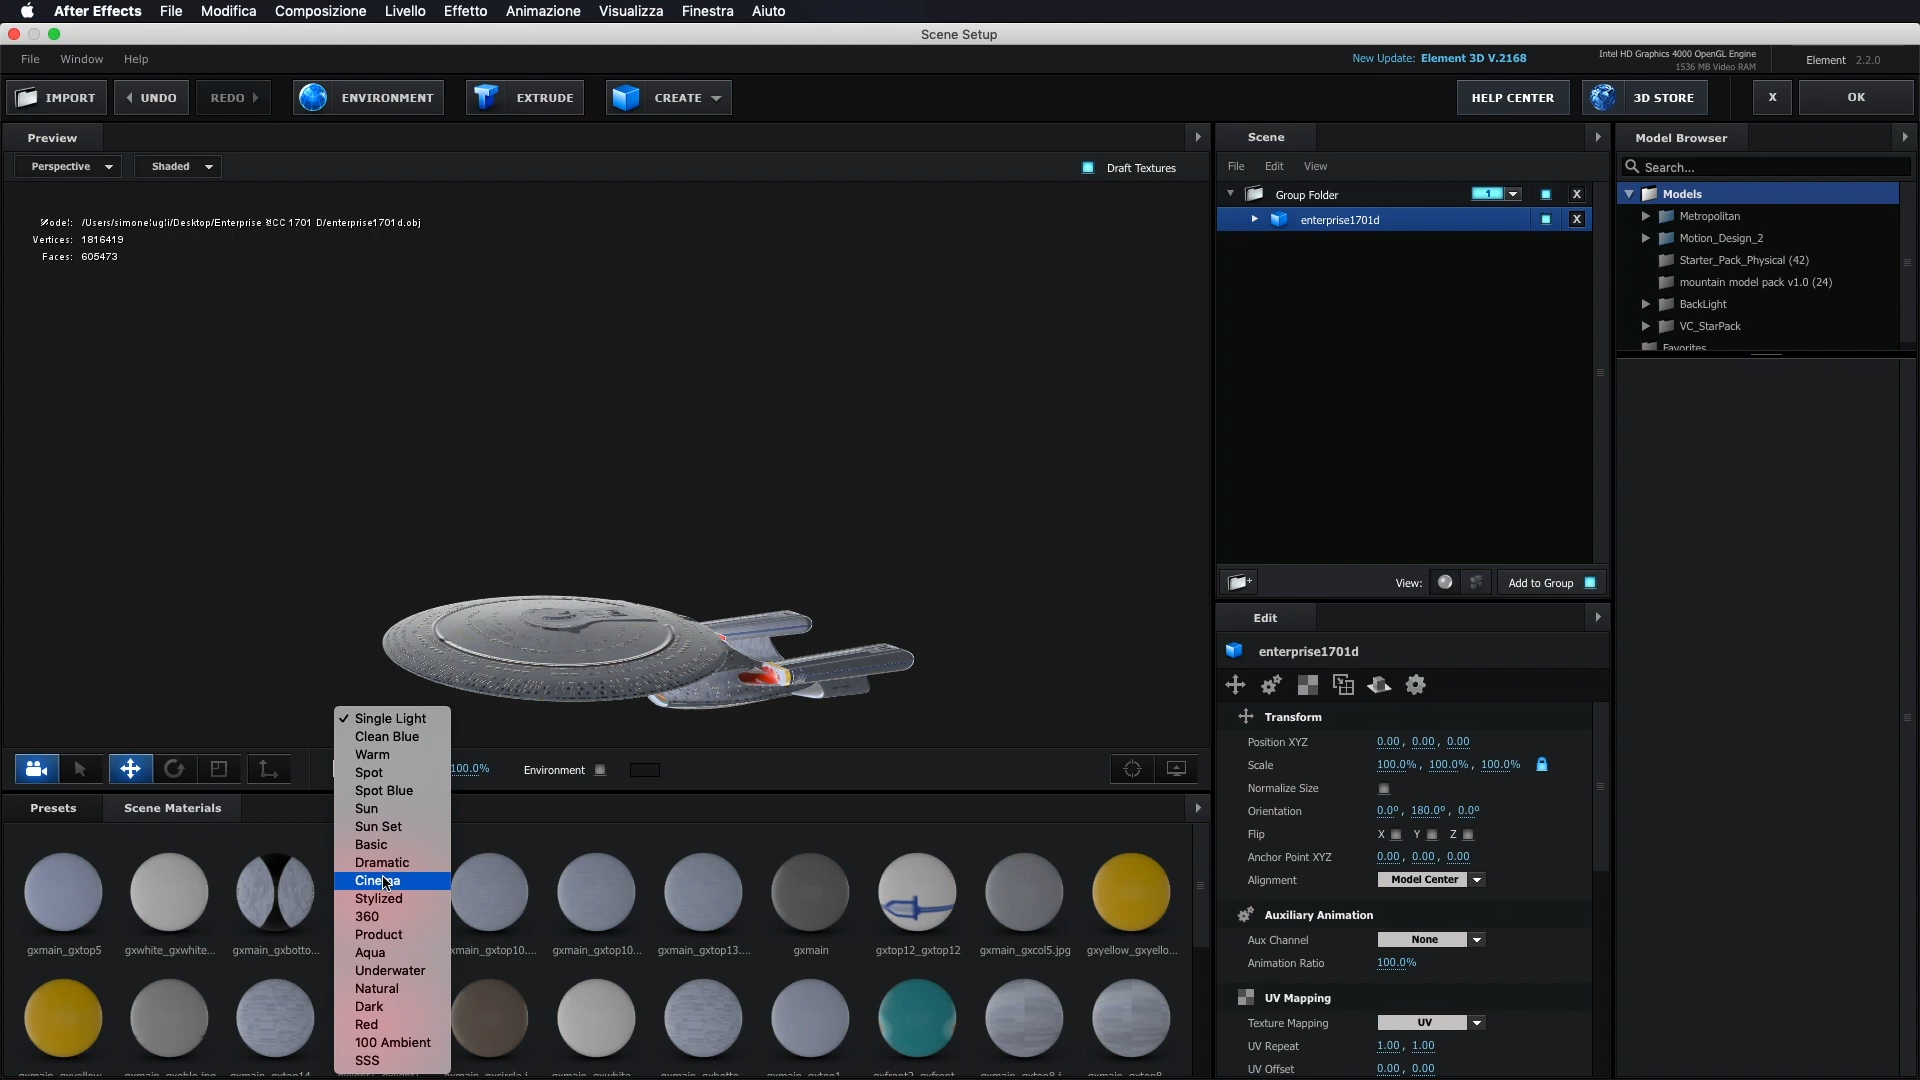 After Effects File Modifica Composizione Livello Effetto Animazione Visualizza Finestra Aiuto
Scene Setup
File Window Help
New Update: Element 3D V.2168
Intel HD Graphics 4000 OpenGL Engine
1536 MB Video RAM
Element 2.2.0
IMPORT UNDO REDO ENVIRONMENT EXTRUDE CREATE HELP CENTER 3D STORE X OK
Preview
Perspective Shaded Draft Textures
Vertices: 1816419
Faces: 605473
Single Light
Clean Blue
Warm
Spot
Spot Blue
Sun
Sun Set
Basic
Dramatic
Cinema
Stylized
360
Product
Aqua
Underwater
Natural
Dark
Red
100 Ambient
SSS
100.0% Environment
Presets Scene Materials
gxmain_gxtop5 gxwhite_gxwhite... gxmain_gxbotto... xmain_gxtop10.... gxmain_gxtop10... gxmain_gxtop13.... gxmain gxtop12_gxtop12 gxmain_gxcol5.jpg gxyellow_gxyello...
Scene
File Edit View
Group Folder 1 X
enterprise1701d X
View: Add to Group
Edit
enterprise1701d
Transform
Position XYZ 0.00, 0.00, 0.00
Scale 100.0%, 100.0%, 100.0%
Normalize Size
Orientation 0.0°, 180.0°, 0.0°
Flip X Y Z
Anchor Point XYZ 0.00, 0.00, 0.00
Alignment Model Center
Auxiliary Animation
Aux Channel None
Animation Ratio 100.0%
UV Mapping
Texture Mapping UV
UV Repeat 1.00, 1.00
UV Offset 0.00, 0.00
Model Browser
Search...
Models
Metropolitan
Motion_Design_2
Starter_Pack_Physical (42)
mountain model pack v1.0 (24)
BackLight
VC_StarPack
Favorites